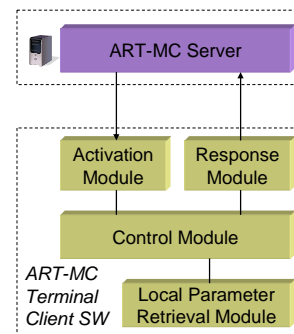 ART-MC Server
Activation
Module
Response
Module
Control Module
ART-MC
Terminal
Client SW
Local Parameter
Retrieval Module